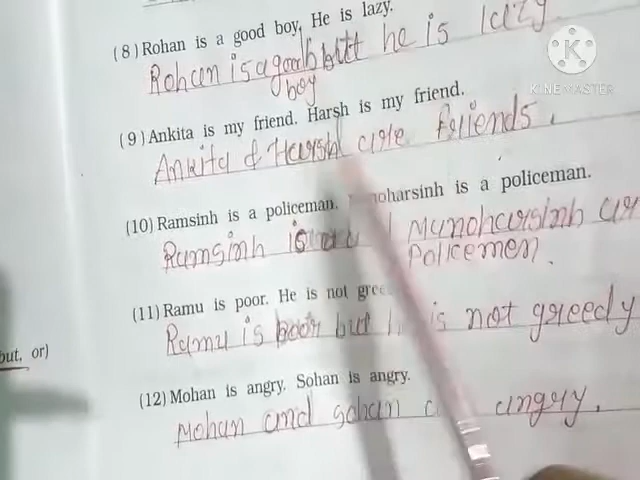 (8) Rohan is a good boy. He is lazy.
Rohan is a good butt he is lazy
boy
KINEMASTER
(9) Ankita is my friend. Harsh is my friend.
Ankita & Harsh are friends.
(10) Ramsinh is a policeman. is a policeman.
Ramsinh Manoharsinh
Policemen.
(11) Ramu is poor. He is not
Ramu is poor but is not greedy
but, or)
(12) Mohan is angry. Sohan is angry.
Mohan and sohan angry.